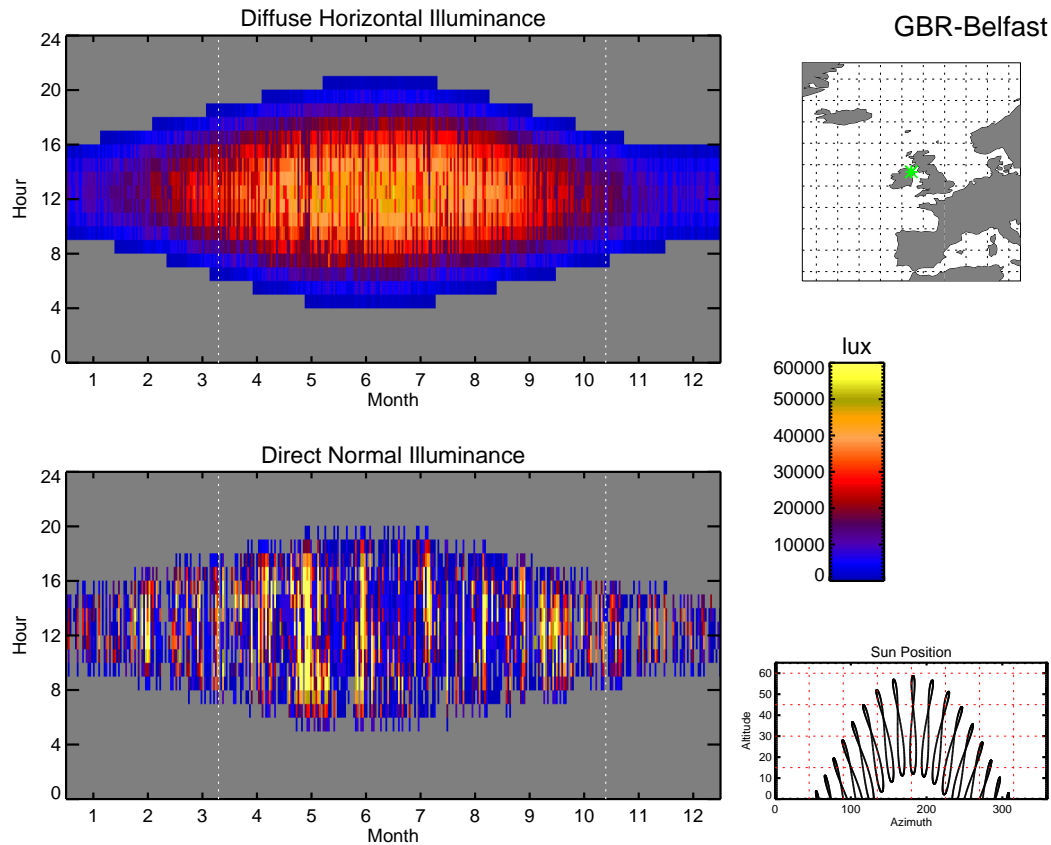 Diffuse Horizontal Illuminance
24
20
16
12
8
4
0
Hour
1 2 3 4 5 6 7 8 9 10 11 12
Month
GBR-Belfast
lux
60000
50000
40000
30000
20000
10000
0
Direct Normal Illuminance
24
20
16
12
8
4
0
Hour
1 2 3 4 5 6 7 8 9 10 11 12
Month
Sun Position
60
50
40
30
20
10
0
Altitude
0 100 200 300
Azimuth